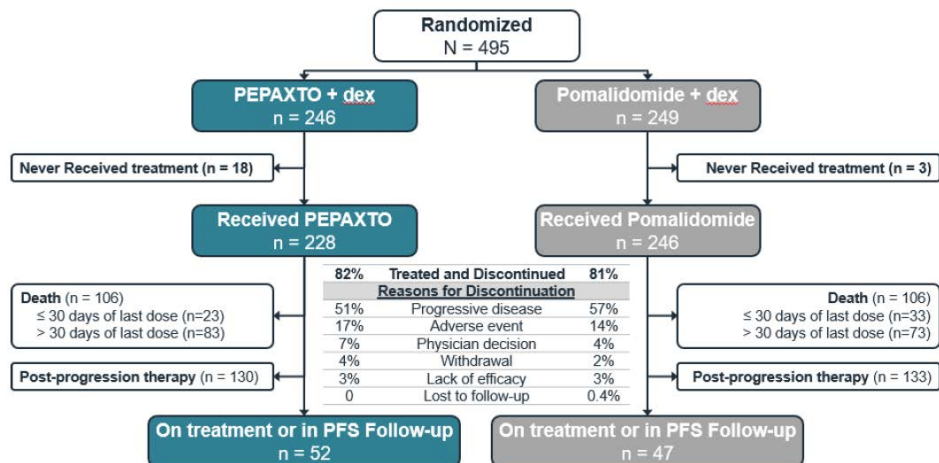 Randomized
N = 495
PEPAXTO + dex
n = 246
Pomalidomide + dex
n = 249
Never Received treatment (n = 18)
Never Received treatment (n = 3)
Received PEPAXTO
n = 228
Received Pomalidomide
n = 246
82% Treated and Discontinued 81%
Reasons for Discontinuation
51% Progressive disease 57%
17% Adverse event 14%
7% Physician decision 4%
4% Withdrawal 2%
3% Lack of efficacy 3%
0 Lost to follow-up 0.4%
Death (n = 106)
≤ 30 days of last dose (n=23)
> 30 days of last dose (n=83)
Death (n = 106)
≤ 30 days of last dose (n=33)
> 30 days of last dose (n=73)
Post-progression therapy (n = 130)
Post-progression therapy (n = 133)
On treatment or in PFS Follow-up
n = 52
On treatment or in PFS Follow-up
n = 47